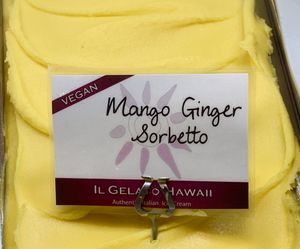 VEGAN
Mango Ginger
Sorbetto
IL GELATO HAWAII
Authentic Italian Ice Cream